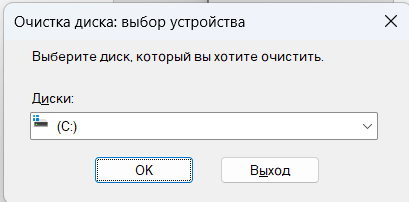 Очистка диска: выбор устройства
Выберите диск, который вы хотите очистить.
Диски:
(C:)
OK
Выход